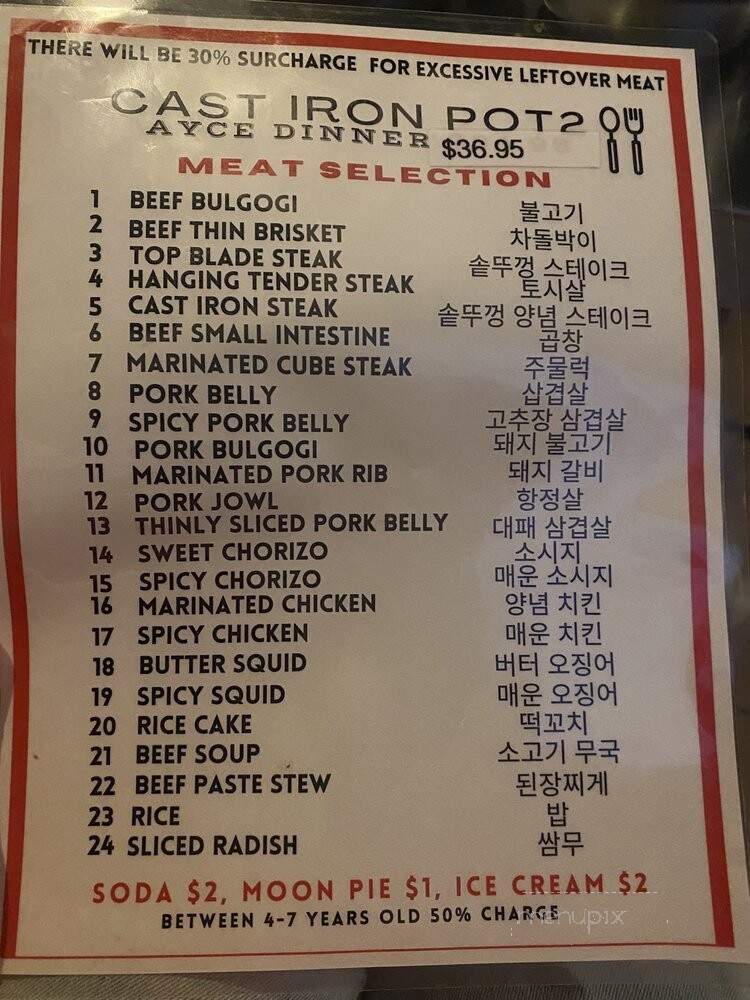 THERE WILL BE 30% SURCHARGE FOR EXCESSIVE LEFTOVER MEAT
CAST IRON POT2
AYCE DINNER $36.95
MEAT SELECTION
1 BEEF BULGOGI 불고기
2 BEEF THIN BRISKET 차돌박이
3 TOP BLADE STEAK 솥뚜껑 스테이크
4 HANGING TENDER STEAK 토시살
5 CAST IRON STEAK 솥뚜껑 양념 스테이크
6 BEEF SMALL INTESTINE 곱창
7 MARINATED CUBE STEAK 주물럭
8 PORK BELLY 삽겹살
9 SPICY PORK BELLY 고추장 삼겹살
10 PORK BULGOGI 돼지 불고기
11 MARINATED PORK RIB 돼지 갈비
12 PORK JOWL 항정살
13 THINLY SLICED PORK BELLY 대패 삼겹살
14 SWEET CHORIZO 소시지
15 SPICY CHORIZO 매운 소시지
16 MARINATED CHICKEN 양념 치킨
17 SPICY CHICKEN 매운 치킨
18 BUTTER SQUID 버터 오징어
19 SPICY SQUID 매운 오징어
20 RICE CAKE 떡꼬치
21 BEEF SOUP 소고기 무국
22 BEEF PASTE STEW 된장찌게
23 RICE 밥
24 SLICED RADISH 쌈무
SODA $2, MOON PIE $1, ICE CREAM $2
BETWEEN 4-7 YEARS OLD 50% CHARGE
menupix